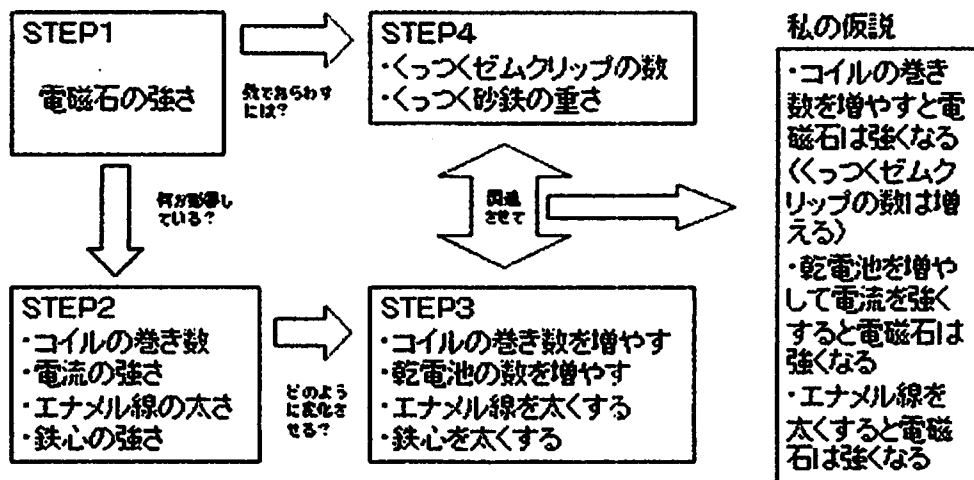 STEP1
電磁石の強さ
数であらわす
には?
STEP4
・くっつくゼムクリップの数
・くっつく砂鉄の重さ
何が影響し
ている?
関連
させて
STEP2
・コイルの巻き数
・電流の強さ
・エナメル線の太さ
・鉄心の強さ
どのよう
に変化さ
せる?
STEP3
・コイルの巻き数を増やす
・乾電池の数を増やす
・エナメル線を太くする
・鉄心を太くする
私の仮説
・コイルの巻き
数を増やすと電
磁石は強くなる
(くっつくゼムク
リップの数は増
える)
・乾電池を増や
して電流を強く
すると電磁石は
強くなる
・エナメル線を
太くすると電磁
石は強くなる